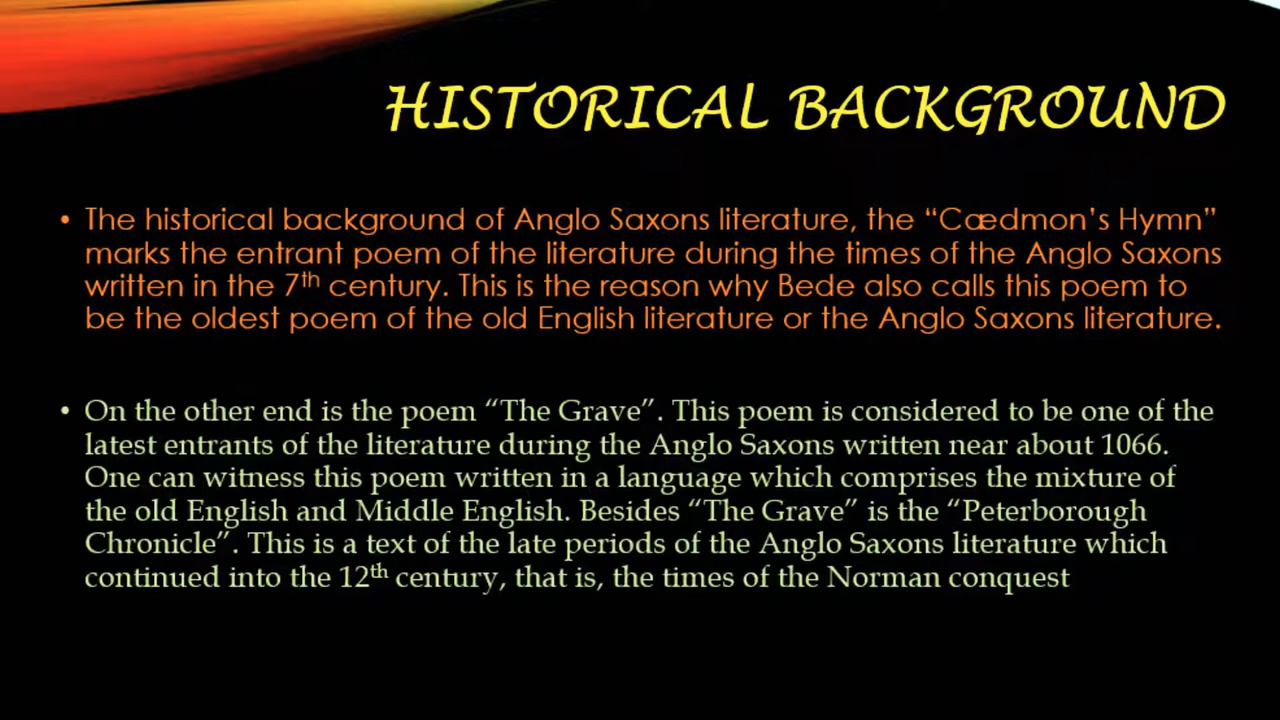 HISTORICAL BACKGROUND
• The historical background of Anglo Saxons literature, the “Cædmon’s Hymn”
marks the entrant poem of the literature during the times of the Anglo Saxons
written in the 7th century. This is the reason why Bede also calls this poem to
be the oldest poem of the old English literature or the Anglo Saxons literature.
• On the other end is the poem “The Grave”. This poem is considered to be one of the
latest entrants of the literature during the Anglo Saxons written near about 1066.
One can witness this poem written in a language which comprises the mixture of
the old English and Middle English. Besides “The Grave” is the “Peterborough
Chronicle”. This is a text of the late periods of the Anglo Saxons literature which
continued into the 12th century, that is, the times of the Norman conquest